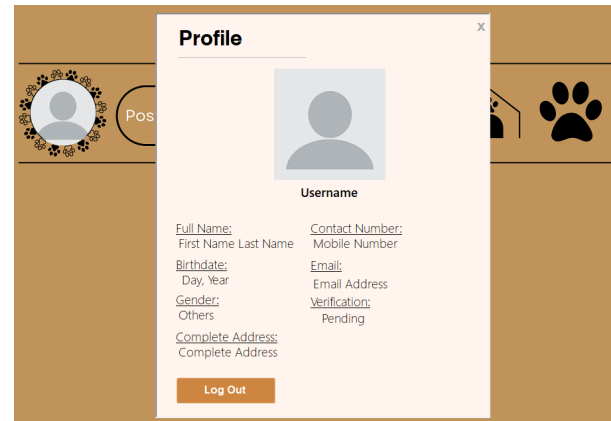 Profile
x
Pos
Username
Full Name:
First Name Last Name
Birthdate:
Day, Year
Gender:
Others
Complete Address:
Complete Address
Contact Number:
Mobile Number
Email:
Email Address
Verification:
Pending
Log Out